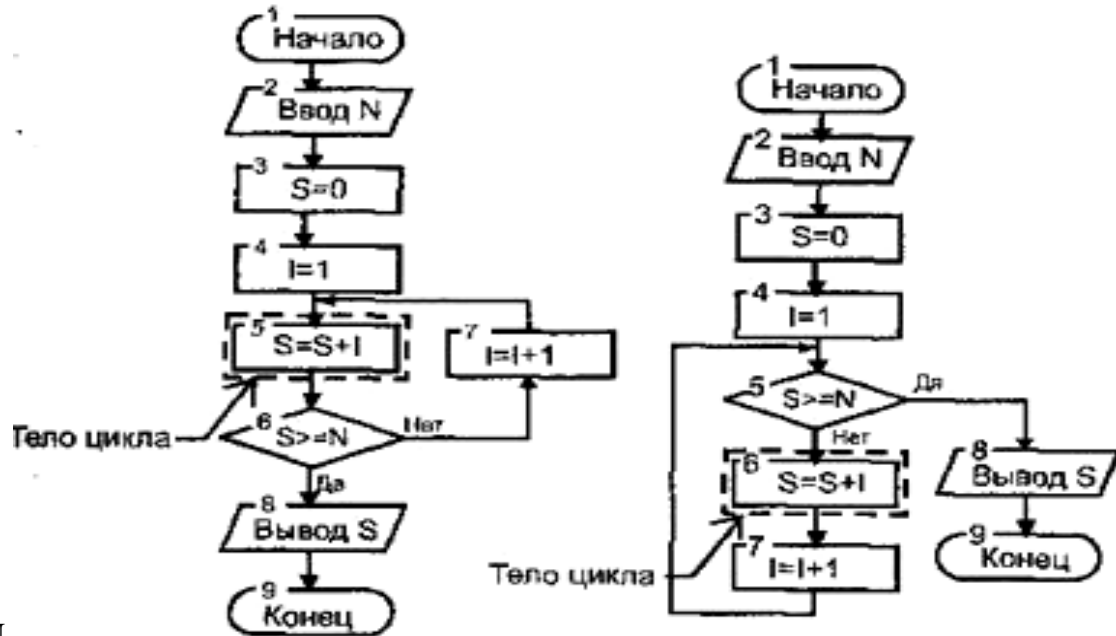 1
Начало
2
Ввод N
3
S=0
4
I=1
5
S=S+I
7
I=I+1
Тело цикла
6
S>=N
Нет
Да
8
Вывод S
9
Конец
1
Начало
2
Ввод N
3
S=0
4
I=1
5
S>=N
Да
Нет
6
S=S+I
8
Вывод S
Тело цикла
7
I=I+1
9
Конец